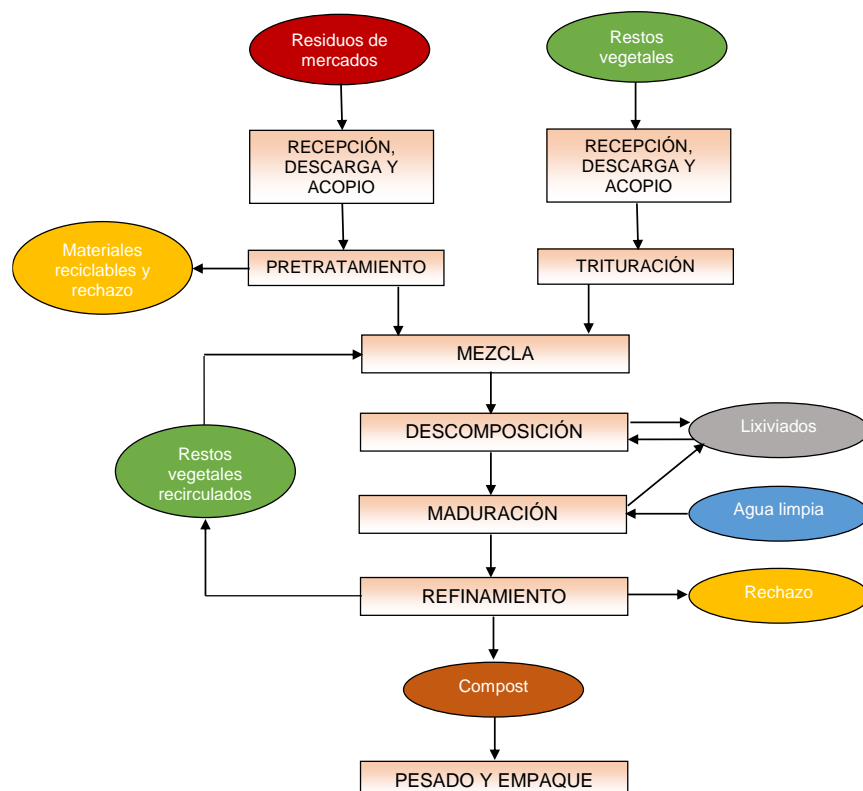 Residuos de
mercados
Restos
vegetales
RECEPCIÓN,
DESCARGA Y
ACOPIO
RECEPCIÓN,
DESCARGA Y
ACOPIO
Materiales
reciclables y
rechazo
PRETRATAMIENTO
TRITURACIÓN
MEZCLA
DESCOMPOSICIÓN
Lixiviados
Restos
vegetales
recirculados
MADURACIÓN
Agua limpia
REFINAMIENTO
Rechazo
Compost
PESADO Y EMPAQUE